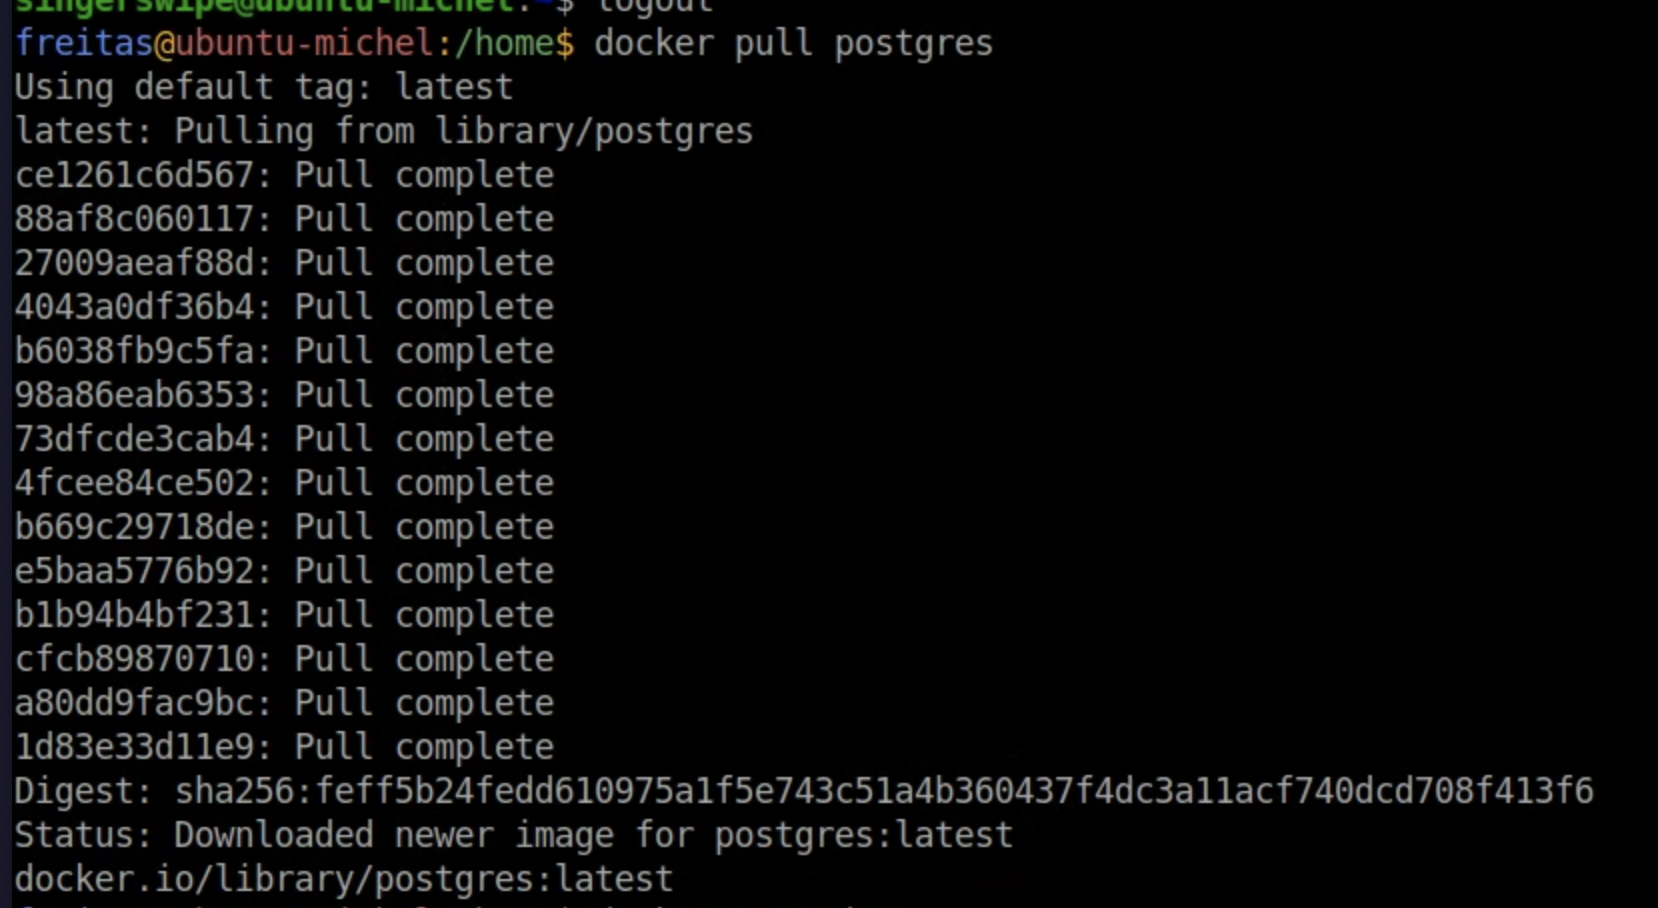 singerswipe@ubuntu-michel:~$ logout
freitas@ubuntu-michel:/home$ docker pull postgres
Using default tag: latest
latest: Pulling from library/postgres
ce1261c6d567: Pull complete
88af8c060117: Pull complete
27009aeaf88d: Pull complete
4043a0df36b4: Pull complete
b6038fb9c5fa: Pull complete
98a86eab6353: Pull complete
73dfcde3cab4: Pull complete
4fcee84ce502: Pull complete
b669c29718de: Pull complete
e5baa5776b92: Pull complete
b1b94b4bf231: Pull complete
cfcb89870710: Pull complete
a80dd9fac9bc: Pull complete
1d83e33d11e9: Pull complete
Digest: sha256:feff5b24fedd610975a1f5e743c51a4b360437f4dc3a11acf740dcd708f413f6
Status: Downloaded newer image for postgres:latest
docker.io/library/postgres:latest